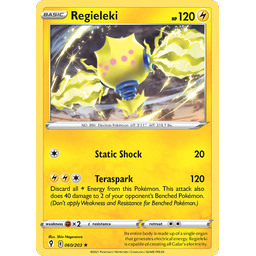 BASIC
Regieleki
HP 120
NO. 894 Electron Pokémon HT: 3'11" WT: 319.7 lbs.
Static Shock 20
Teraspark 120
Discard all Energy from this Pokémon. This attack also
does 40 damage to 2 of your opponent's Benched Pokémon.
(Don't apply Weakness and Resistance for Benched Pokémon.)
weakness ×2 resistance retreat
Its entire body is made up of a single organ
that generates electrical energy. Regieleki
is capable of creating all Galar's electricity.
060/203 ★